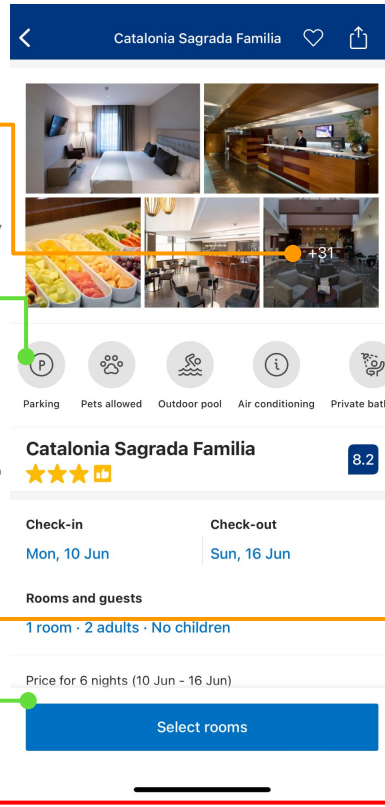 Catalonia Sagrada Familia
+31
P
i
Parking Pets allowed Outdoor pool Air conditioning Private bat
Catalonia Sagrada Familia
8.2
Check-in Check-out
Mon, 10 Jun Sun, 16 Jun
Rooms and guests
1 room · 2 adults · No children
Price for 6 nights (10 Jun - 16 Jun)
Select rooms